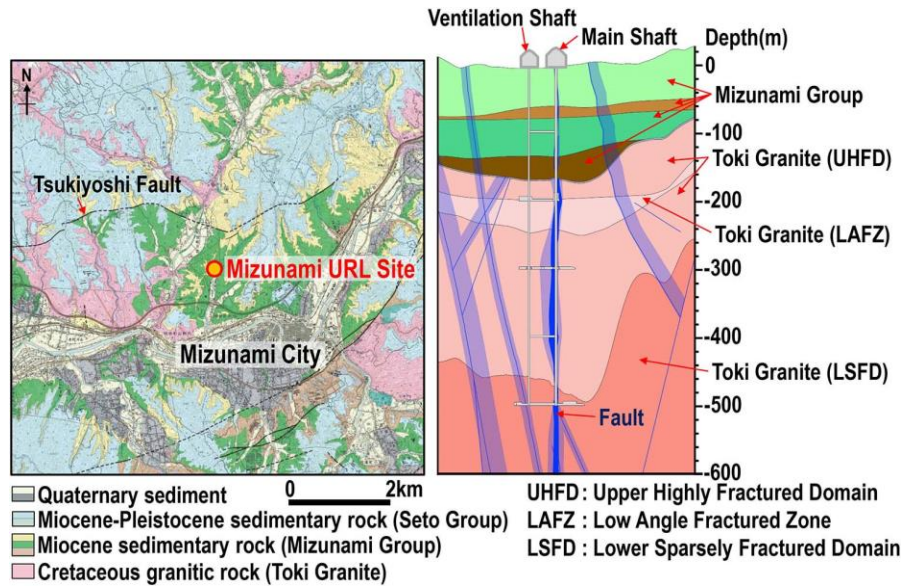 Ventilation Shaft
Main Shaft
Depth(m)
N
Tsukiyoshi Fault
Mizunami URL Site
Mizunami City
0
Mizunami Group
-100
Toki Granite (UHFD)
-200
Toki Granite (LAFZ)
-300
-400
Toki Granite (LSFD)
-500
Fault
-600
Quaternary sediment
0 2km
Miocene-Pleistocene sedimentary rock (Seto Group)
Miocene sedimentary rock (Mizunami Group)
Cretaceous granitic rock (Toki Granite)
UHFD : Upper Highly Fractured Domain
LAFZ : Low Angle Fractured Zone
LSFD : Lower Sparsely Fractured Domain